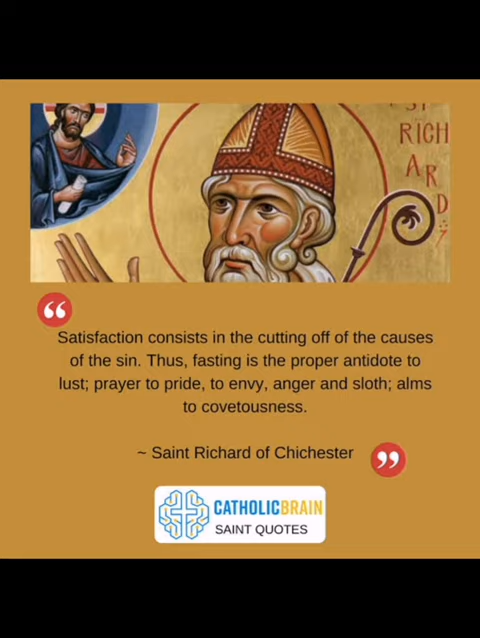 ST
RICH
A
R
D
“
Satisfaction consists in the cutting off of the causes
of the sin. Thus, fasting is the proper antidote to
lust; prayer to pride, to envy, anger and sloth; alms
to covetousness.
~ Saint Richard of Chichester
”
CATHOLICBRAIN
SAINT QUOTES